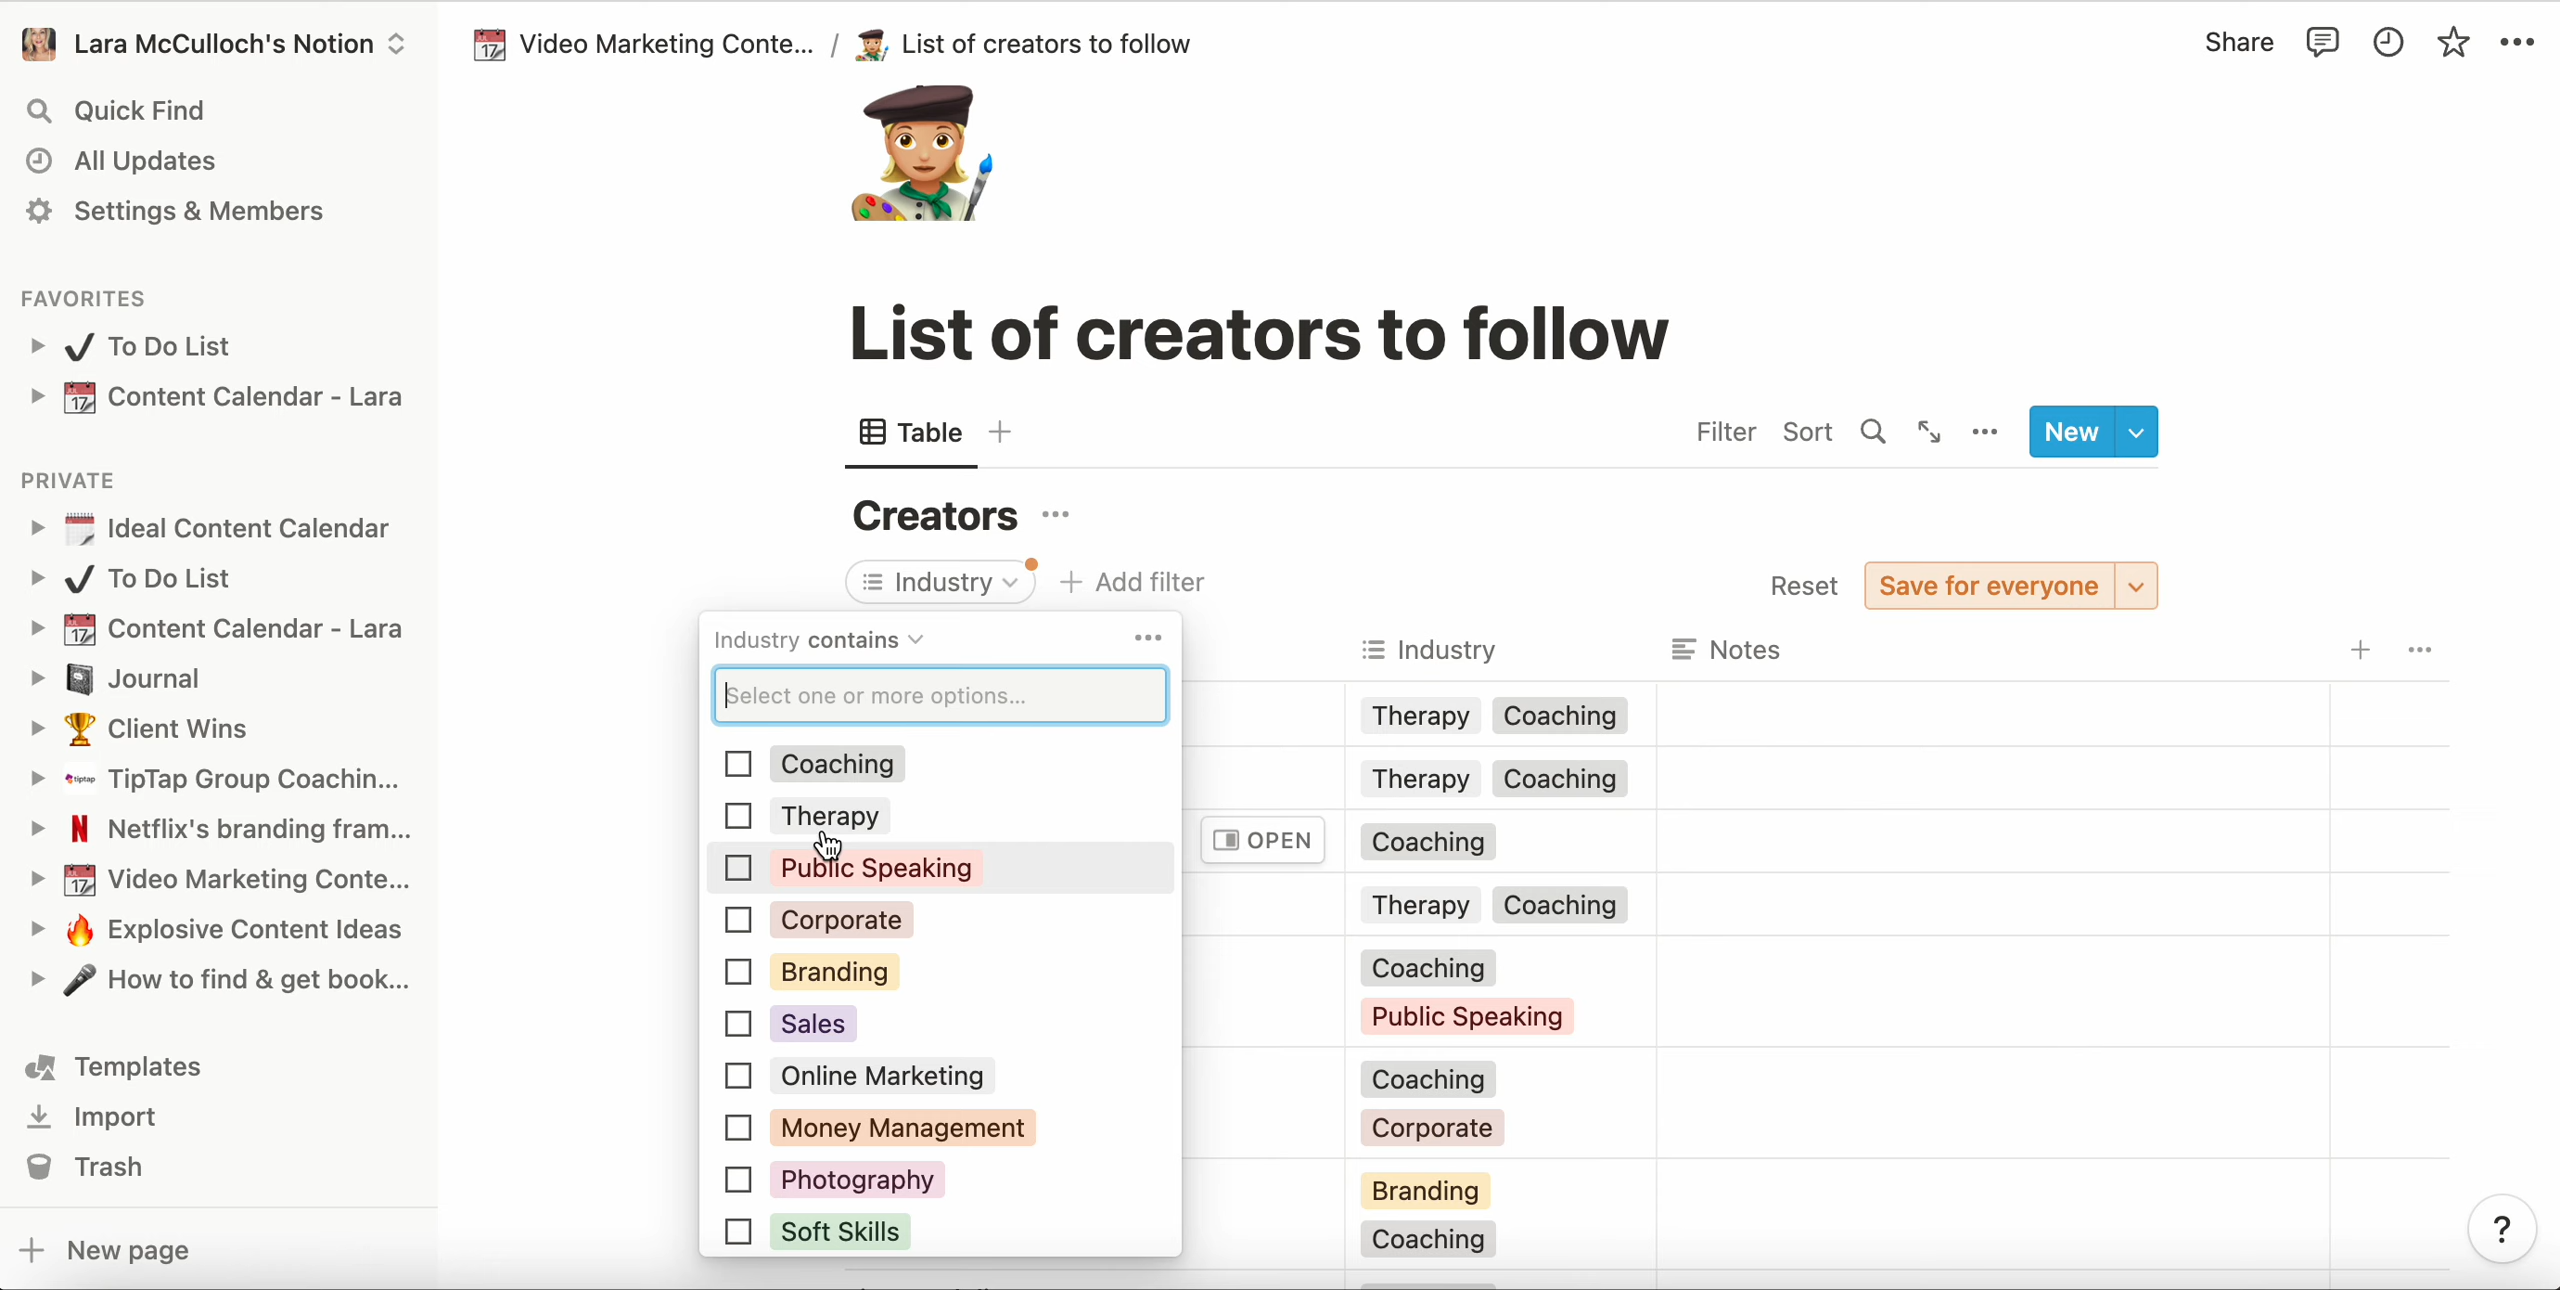 Lara McCulloch's Notion
Quick Find
All Updates
Settings & Members
FAVORITES
To Do List
Content Calendar - Lara
PRIVATE
Ideal Content Calendar
To Do List
Content Calendar - Lara
Journal
Client Wins
TipTap Group Coachin...
Netflix's branding fram...
Video Marketing Conte...
Explosive Content Ideas
How to find & get book...
Templates
Import
Trash
New page
Video Marketing Conte... / List of creators to follow
Share
List of creators to follow
Table
Filter Sort New
Creators
Industry Add filter
Reset Save for everyone
Industry contains
Select one or more options...
Coaching
Therapy
Public Speaking
Corporate
Branding
Sales
Online Marketing
Money Management
Photography
Soft Skills
OPEN
Industry Notes
Therapy Coaching
Therapy Coaching
Coaching
Therapy Coaching
Coaching
Public Speaking
Coaching
Corporate
Branding
Coaching
?